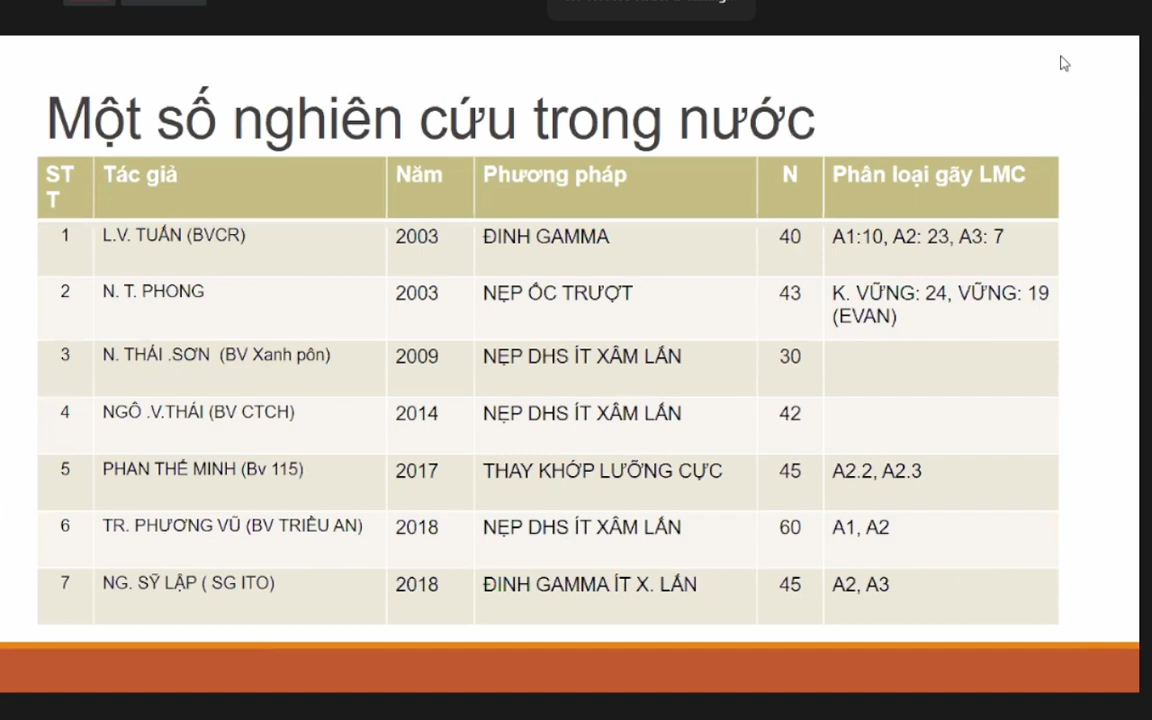 Một số nghiên cứu trong nước
STT Tác giả Năm Phương pháp N Phân loại gãy LMC
1 L.V. TUẤN (BVCR) 2003 ĐINH GAMMA 40 A1:10, A2: 23, A3: 7
2 N. T. PHONG 2003 NẸP ỐC TRƯỢT 43 K. VỮNG: 24, VỮNG: 19 (EVAN)
3 N. THÁI .SƠN (BV Xanh pôn) 2009 NẸP DHS ÍT XÂM LẤN 30
4 NGÔ .V.THÁI (BV CTCH) 2014 NẸP DHS ÍT XÂM LẤN 42
5 PHAN THẾ MINH (Bv 115) 2017 THAY KHỚP LƯỠNG CỰC 45 A2.2, A2.3
6 TR. PHƯƠNG VŨ (BV TRIỀU AN) 2018 NẸP DHS ÍT XÂM LẤN 60 A1, A2
7 NG. SỸ LẬP ( SG ITO) 2018 ĐINH GAMMA ÍT X. LẤN 45 A2, A3